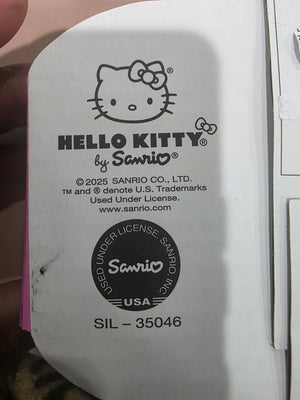 ®
HELLO KITTY®
by Sanrio®
© 2025 SANRIO CO., LTD.
™ and ® denote U.S. Trademarks
Used Under License.
www.sanrio.com
USED UNDER LICENSE, SANRIO INC.
Sanrio
USA
SIL – 35046